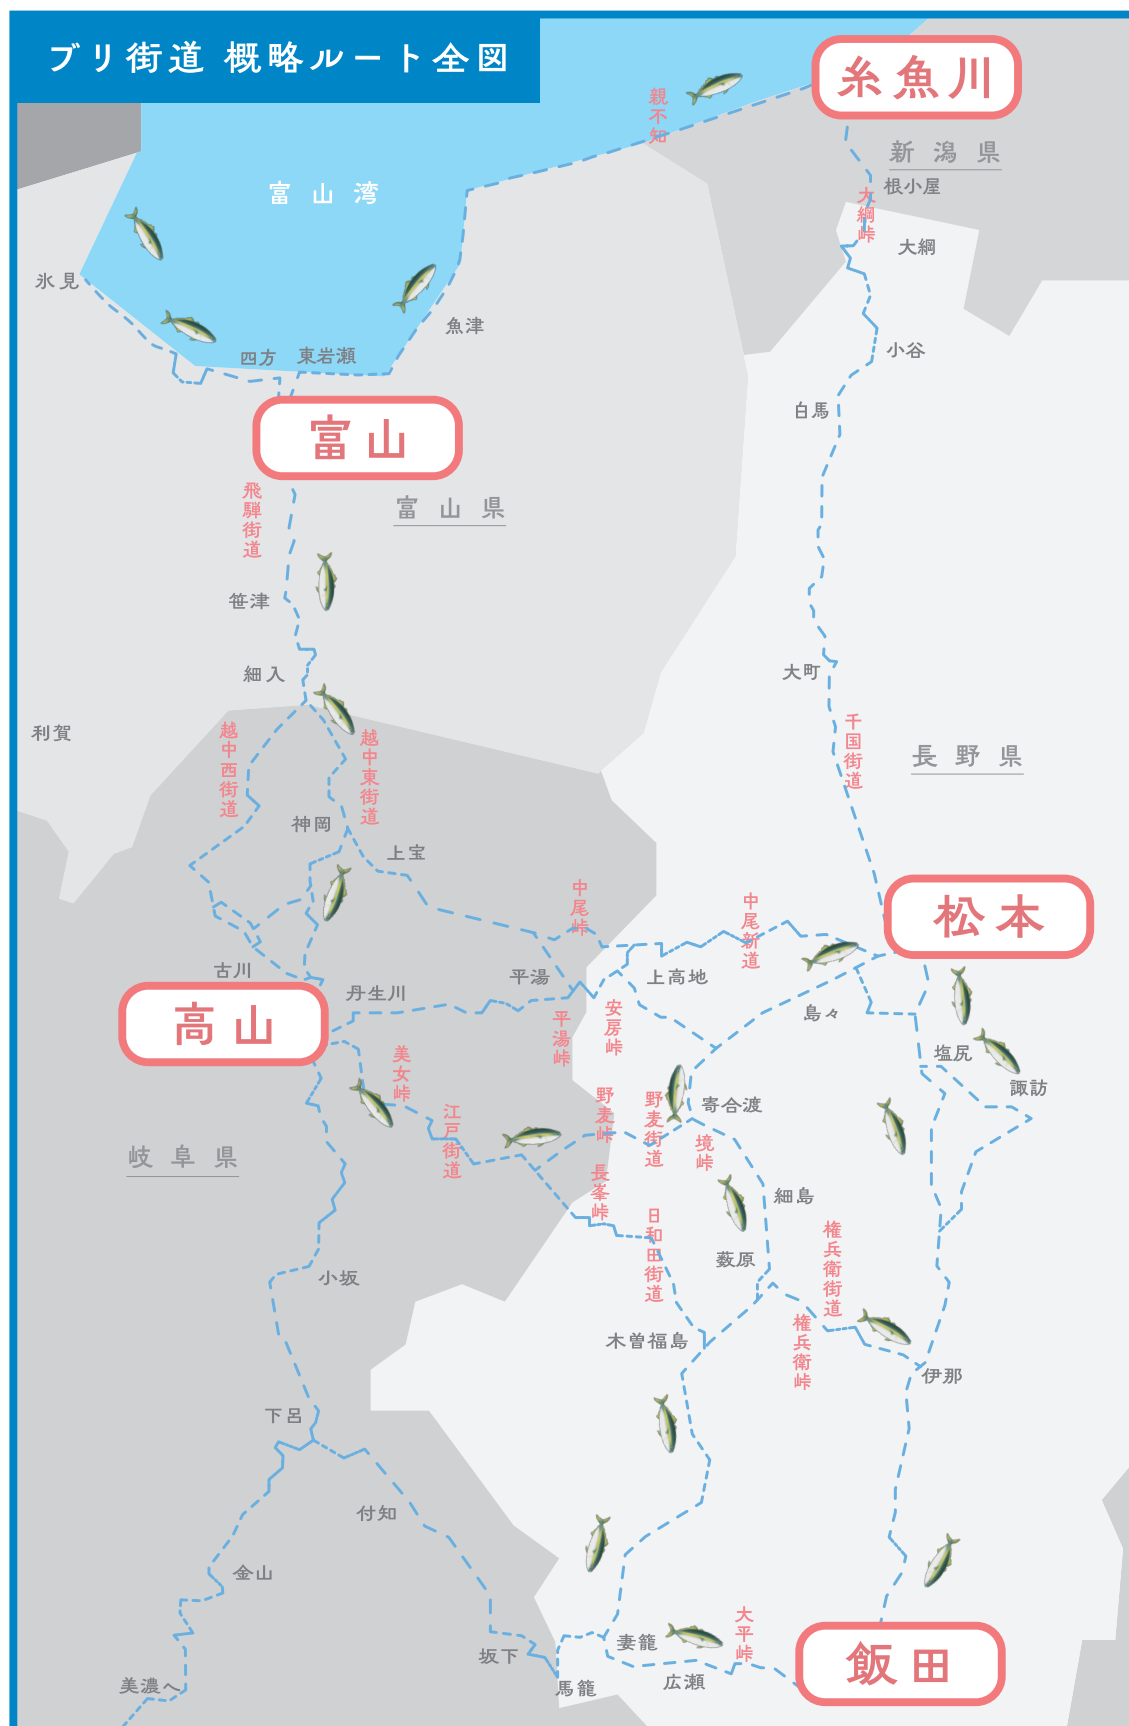 ブリ街道 概略ルート全図
糸魚川
親不知
新潟県
根小屋
富山湾
大綱峠
大綱
氷見
魚津
四方
東岩瀬
小谷
白馬
富山
飛騨街道
富山県
笹津
細入
大町
利賀
越中西街道
越中東街道
千国街道
長野県
神岡
上宝
中尾峠
中尾新道
松本
古川
平湯
上高地
丹生川
高山
安房峠
平湯峠
島々
塩尻
美女峠
諏訪
野麦峠
野麦街道
寄合渡
江戸街道
境峠
岐阜県
長峯峠
細島
日和田街道
権兵衛街道
薮原
小坂
権兵衛峠
木曽福島
伊那
下呂
付知
金山
大平峠
妻籠
坂下
飯田
広瀬
美濃へ
馬籠